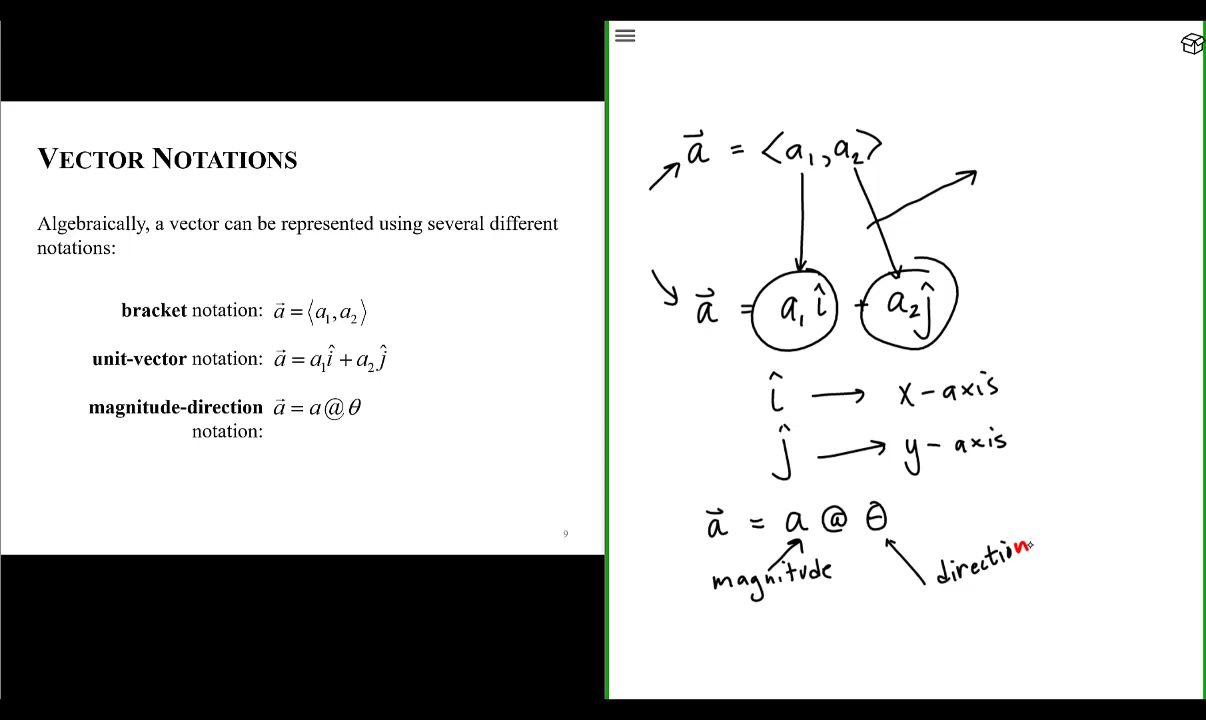 VECTOR NOTATIONS
Algebraically, a vector can be represented using several different
notations:
bracket notation: a⃗ = ⟨a₁, a₂⟩
unit-vector notation: a⃗ = a₁î + a₂ĵ
magnitude-direction a⃗ = a @ θ
notation:
9
a⃗ = ⟨a₁, a₂⟩
a⃗ = a₁î + a₂ĵ
î → x-axis
ĵ → y-axis
a⃗ = a @ θ
magnitude
direction